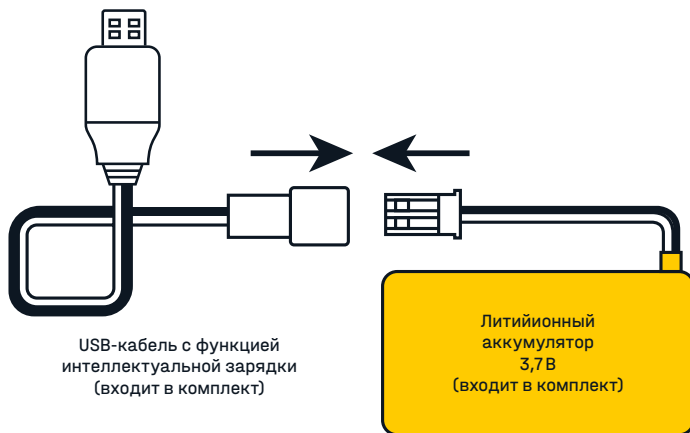 USB-кабель с функцией
интеллектуальной зарядки
(входит в комплект)
Литийионный
аккумулятор
3,7 В
(входит в комплект)